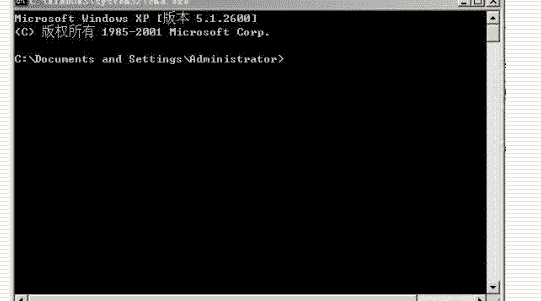 Microsoft Windows XP [版本 5.1.2600]
(C) 版权所有 1985-2001 Microsoft Corp.
C:\Documents and Settings\Administrator>